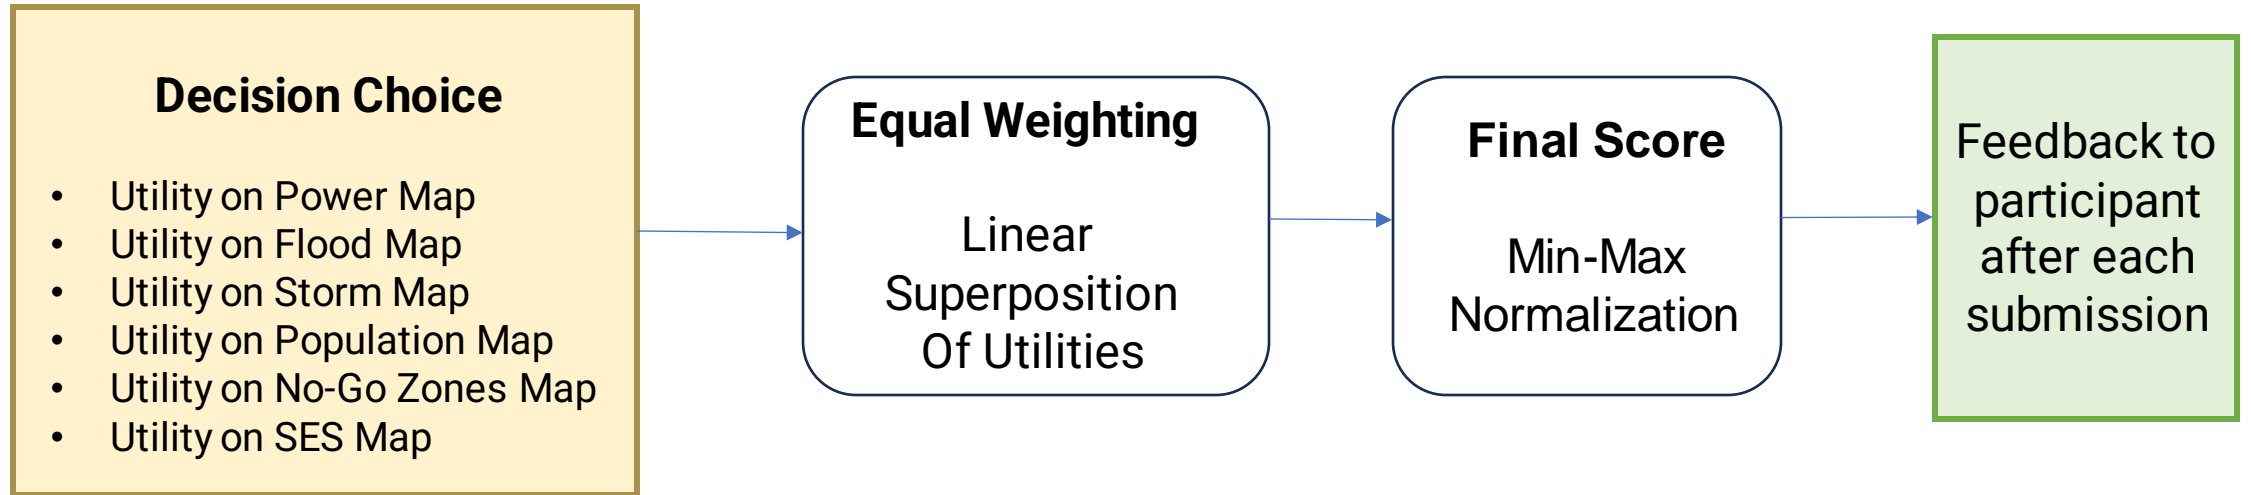 Decision Choice
• Utility on Power Map
• Utility on Flood Map
• Utility on Storm Map
• Utility on Population Map
• Utility on No-Go Zones Map
• Utility on SES Map
Equal Weighting
Linear
Superposition
Of Utilities
Final Score
Min-Max
Normalization
Feedback to
participant
after each
submission